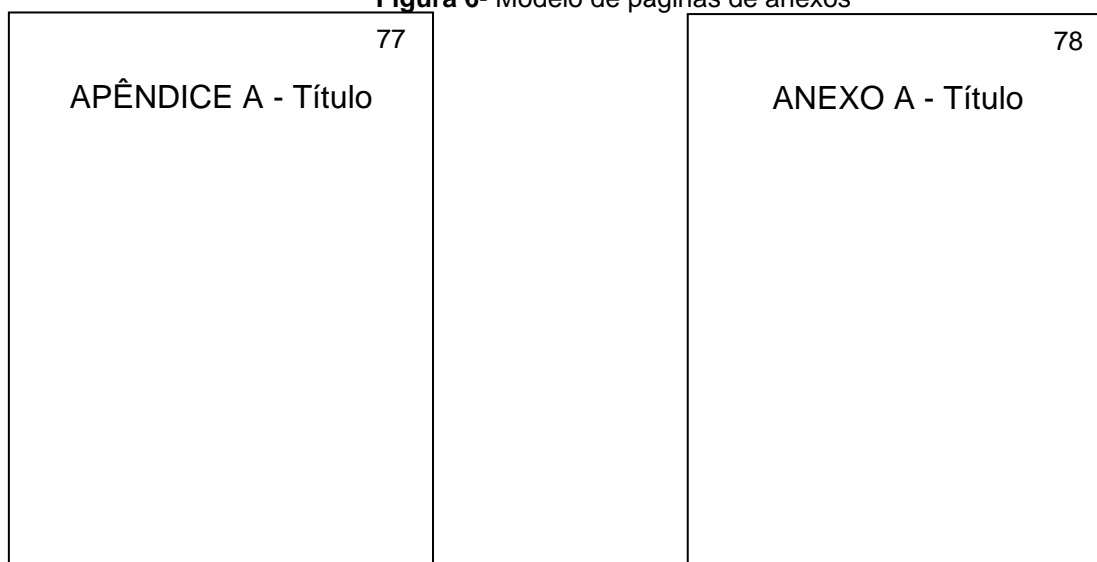 Figura 6- Modelo de páginas de anexos
77
APÊNDICE A - Título
78
ANEXO A - Título